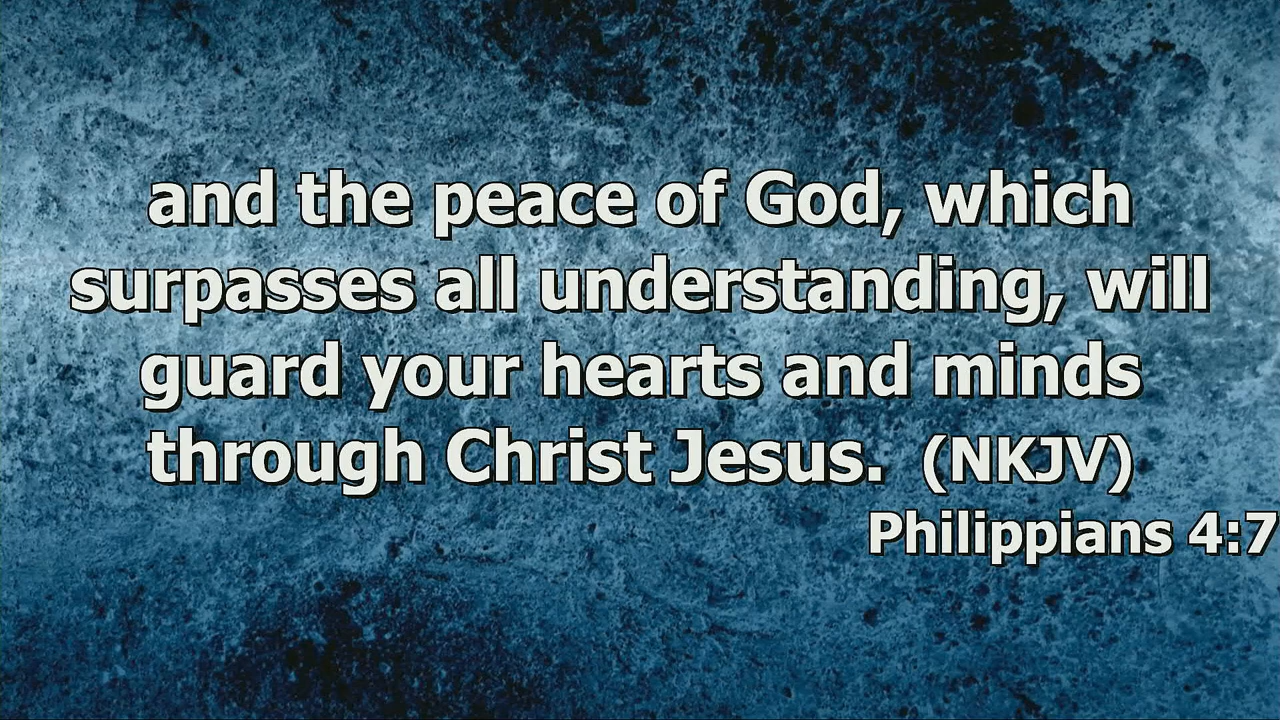 and the peace of God, which
surpasses all understanding, will
guard your hearts and minds
through Christ Jesus. (NKJV)
Philippians 4:7